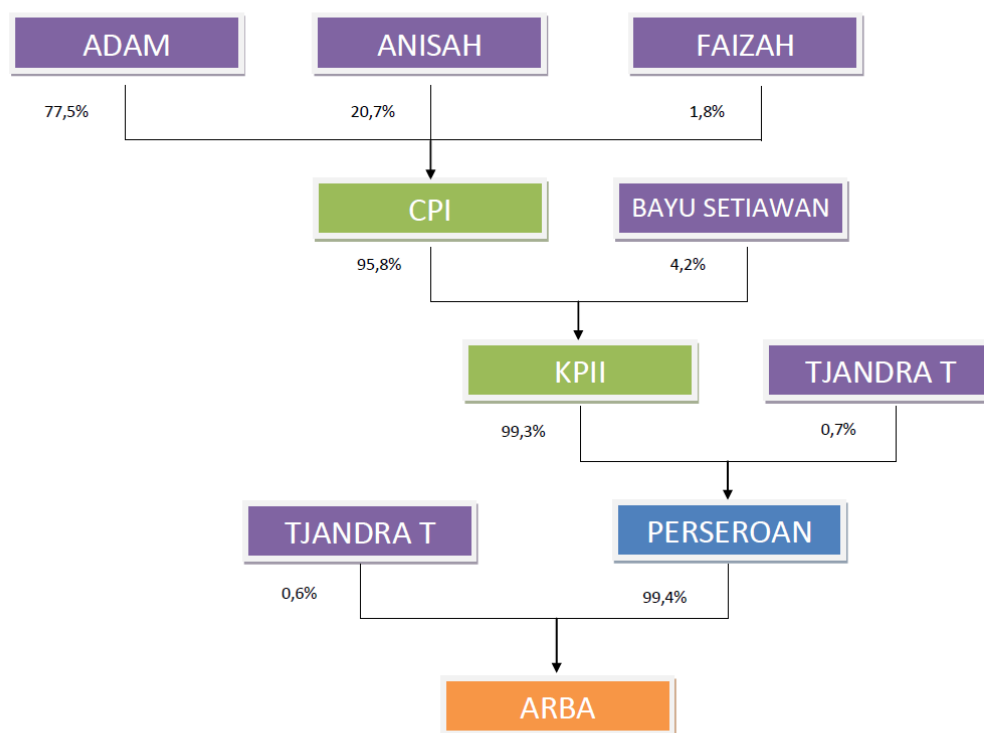 ADAM
ANISAH
FAIZAH
77,5%
20,7%
1,8%
CPI
BAYU SETIAWAN
95,8%
4,2%
KPII
TJANDRA T
99,3%
0,7%
TJANDRA T
PERSEROAN
0,6%
99,4%
ARBA